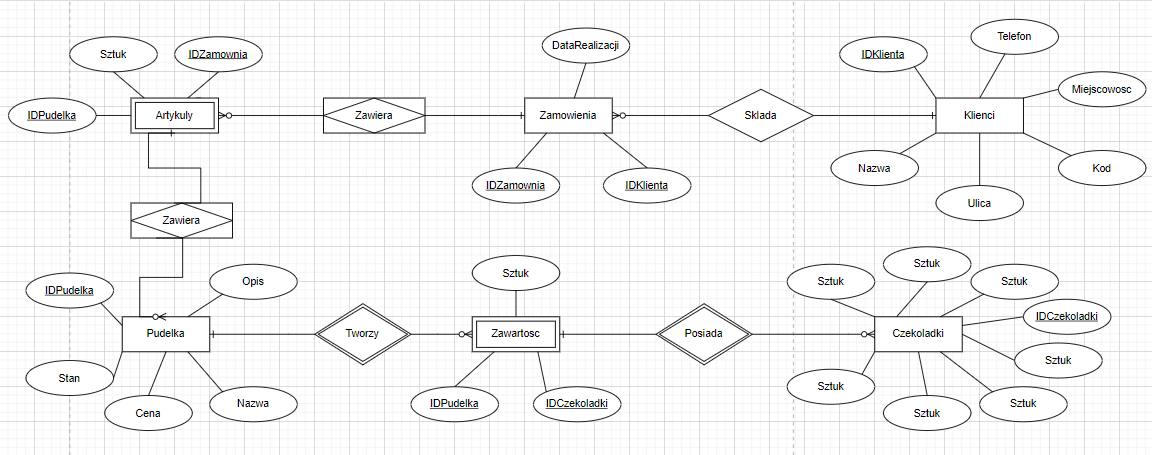 DataRealizacji
Telefon
Sztuk
IDZamownia
IDKlienta
Miejscowosc
IDPudelka
Artykuly
Zawiera
Zamowienia
Sklada
Klienci
Nazwa
Kod
IDZamownia
IDKlienta
Ulica
Zawiera
Sztuk
Sztuk
Opis
Sztuk
Sztuk
IDPudelka
IDCzekoladki
Pudelka
Tworzy
Zawartosc
Posiada
Czekoladki
Sztuk
Stan
Sztuk
Cena
Nazwa
IDPudelka
IDCzekoladki
Sztuk
Sztuk